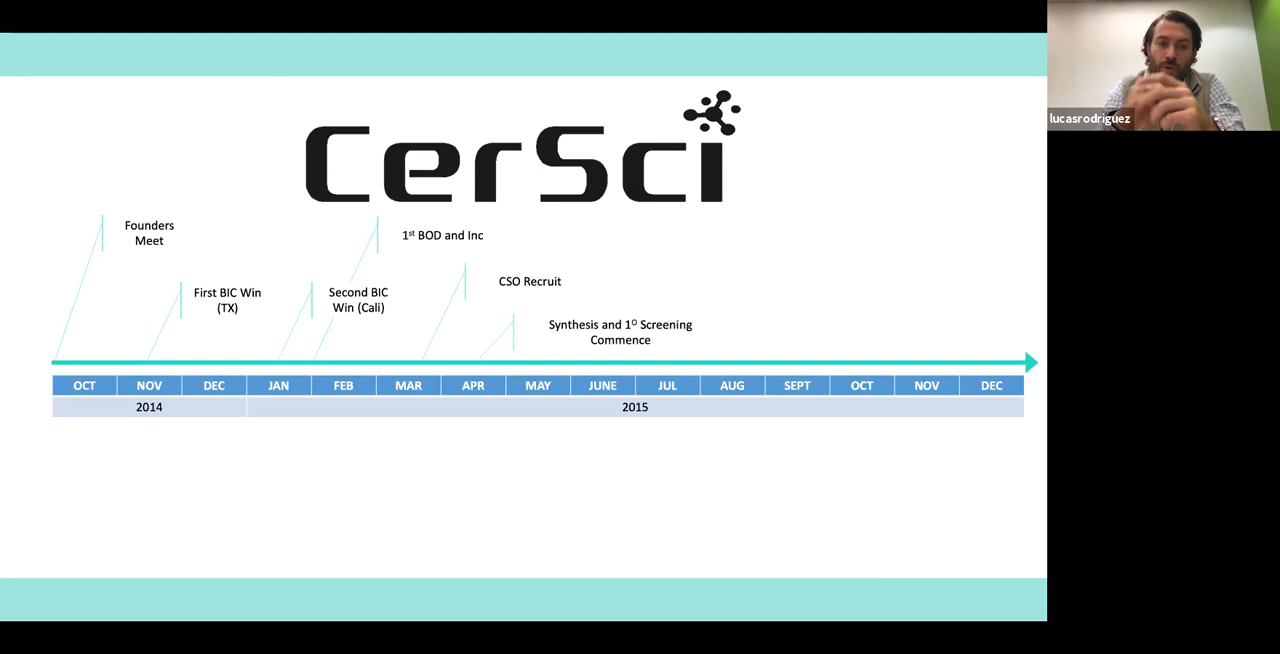 lucasrodriguez
CerSci
Founders
Meet
1st BOD and Inc
CSO Recruit
First BIC Win
(TX)
Second BIC
Win (Cali)
Synthesis and 1O Screening
Commence
OCT NOV DEC JAN FEB MAR APR MAY JUNE JUL AUG SEPT OCT NOV DEC
2014 2015